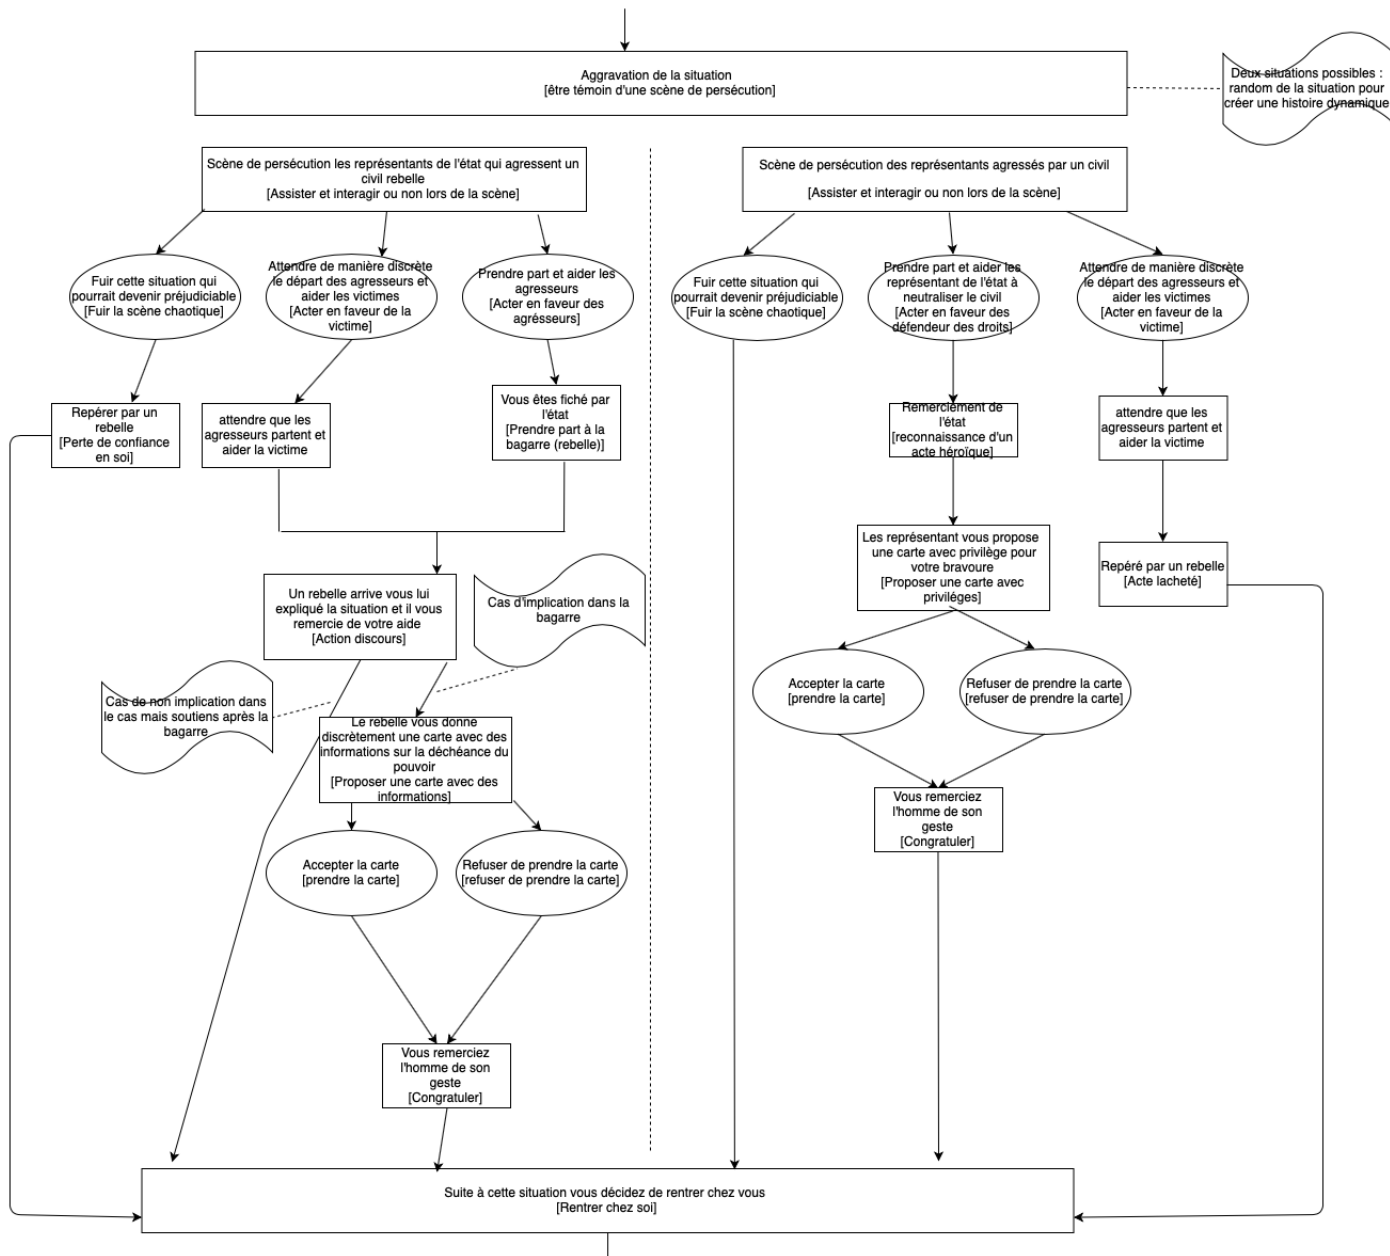 Aggravation de la situation
[être témoin d'une scène de persécution]
Deux situations possibles :
random de la situation pour
créer une histoire dynamique
Scène de persécution les représentants de l'état qui agressent un
civil rebelle
[Assister et interagir ou non lors de la scène]
Scène de persécution des représentants agressés par un civil
[Assister et interagir ou non lors de la scène]
Fuir cette situation qui
pourrait devenir préjudiciable
[Fuir la scène chaotique]
Attendre de manière discrète
le départ des agresseurs et
aider les victimes
[Acter en faveur de la
victime]
Prendre part et aider les
agresseurs
[Acter en faveur des
agrésseurs]
Fuir cette situation qui
pourrait devenir préjudiciable
[Fuir la scène chaotique]
Prendre part et aider les
représentant de l'état à
neutraliser le civil
[Acter en faveur des
défendeur des droits]
Attendre de manière discrète
le départ des agresseurs et
aider les victimes
[Acter en faveur de la
victime]
Repérer par un
rebelle
[Perte de confiance
en soi]
attendre que les
agresseurs partent et
aider la victime
Vous êtes fiché par
l'état
[Prendre part à la
bagarre (rebelle)]
Remerciement de
l'état
[reconnaissance d'un
acte héroïque]
attendre que les
agresseurs partent et
aider la victime
Les représentant vous propose
une carte avec privilège pour
votre bravoure
[Proposer une carte avec
priviléges]
Repéré par un rebelle
[Acte lacheté]
Un rebelle arrive vous lui
expliqué la situation et il vous
remercie de votre aide
[Action discours]
Cas d'implication dans la
bagarre
Cas de non implication dans
le cas mais soutiens après la
bagarre
Le rebelle vous donne
discrètement une carte avec des
informations sur la déchéance du
pouvoir
[Proposer une carte avec des
informations]
Accepter la carte
[prendre la carte]
Refuser de prendre la carte
[refuser de prendre la carte]
Vous remerciez
l'homme de son
geste
[Congratuler]
Accepter la carte
[prendre la carte]
Refuser de prendre la carte
[refuser de prendre la carte]
Vous remerciez
l'homme de son
geste
[Congratuler]
Suite à cette situation vous décidez de rentrer chez vous
[Rentrer chez soi]